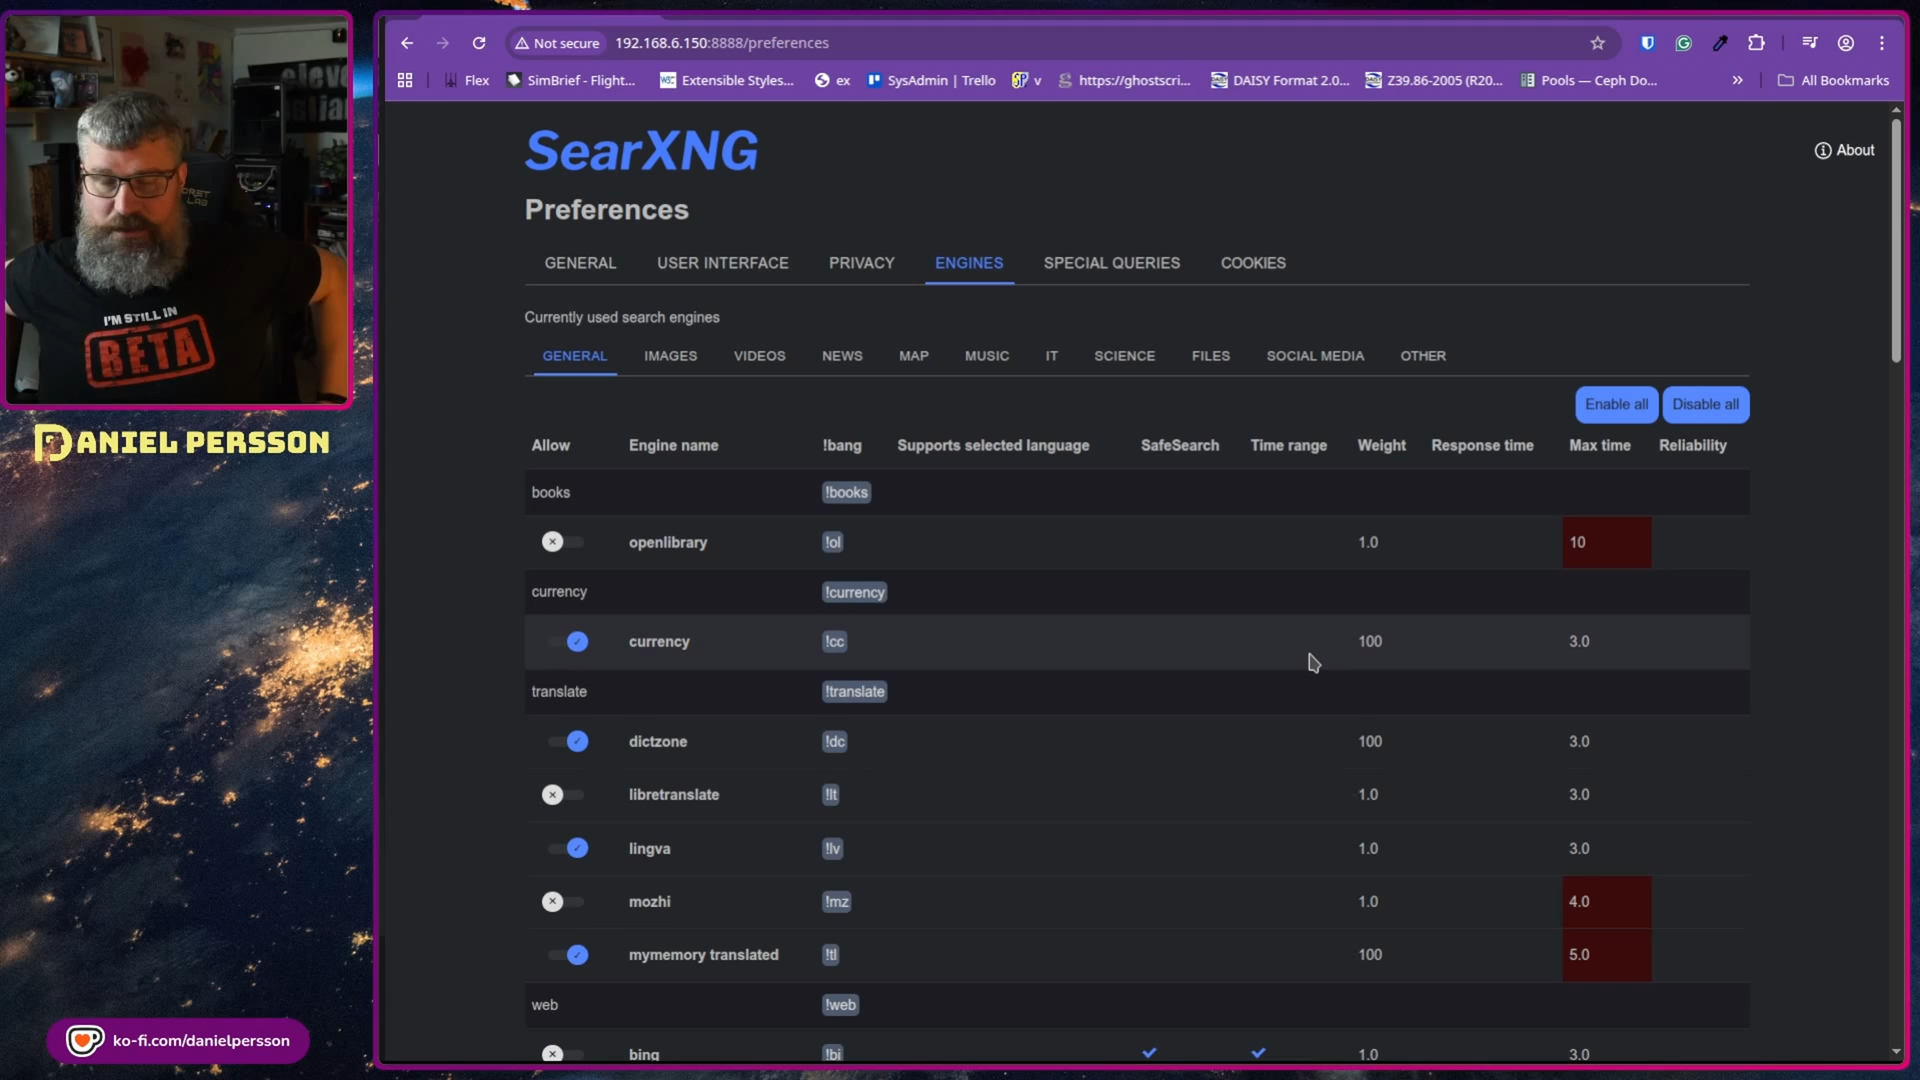 Not secure
192.168.6.150:8888/preferences
Flex
SimBrief - Flight...
Extensible Styles...
ex
SysAdmin | Trello
v
https://ghostscri...
DAISY Format 2.0...
Z39.86-2005 (R20...
Pools — Ceph Do...
All Bookmarks
SearXNG
About
Preferences
GENERAL USER INTERFACE PRIVACY ENGINES SPECIAL QUERIES COOKIES
Currently used search engines
GENERAL IMAGES VIDEOS NEWS MAP MUSIC IT SCIENCE FILES SOCIAL MEDIA OTHER
Enable all Disable all
Allow Engine name !bang Supports selected language SafeSearch Time range Weight Response time Max time Reliability
books !books
openlibrary !ol 1.0 10
currency !currency
currency !cc 100 3.0
translate !translate
dictzone !dc 100 3.0
libretranslate !lt 1.0 3.0
lingva !lv 1.0 3.0
mozhi !mz 1.0 4.0
mymemory translated !tl 100 5.0
web !web
bing !bi 1.0 3.0
I'M STILL IN
BETA
DANIEL PERSSON
ko-fi.com/danielpersson